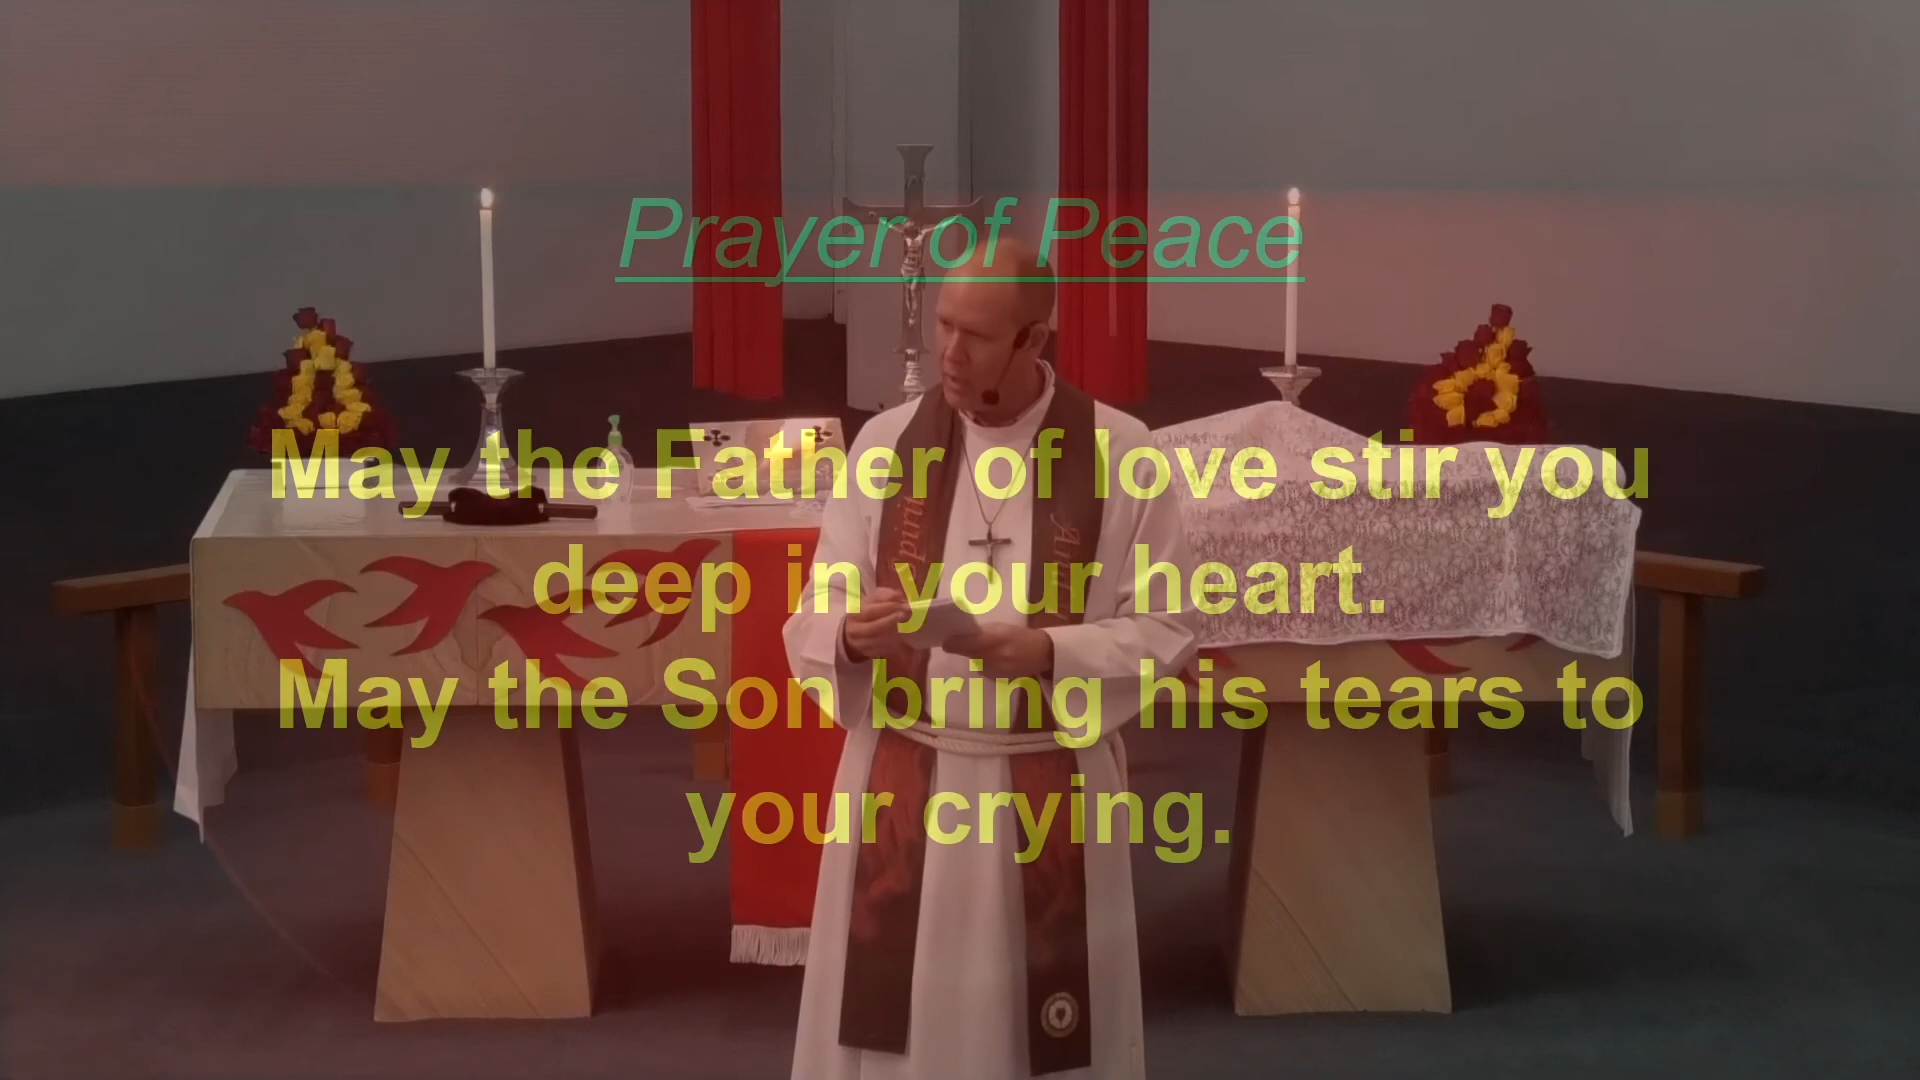 Prayer of Peace
May the Father of love stir you
deep in your heart.
May the Son bring his tears to
your crying.
Spirit